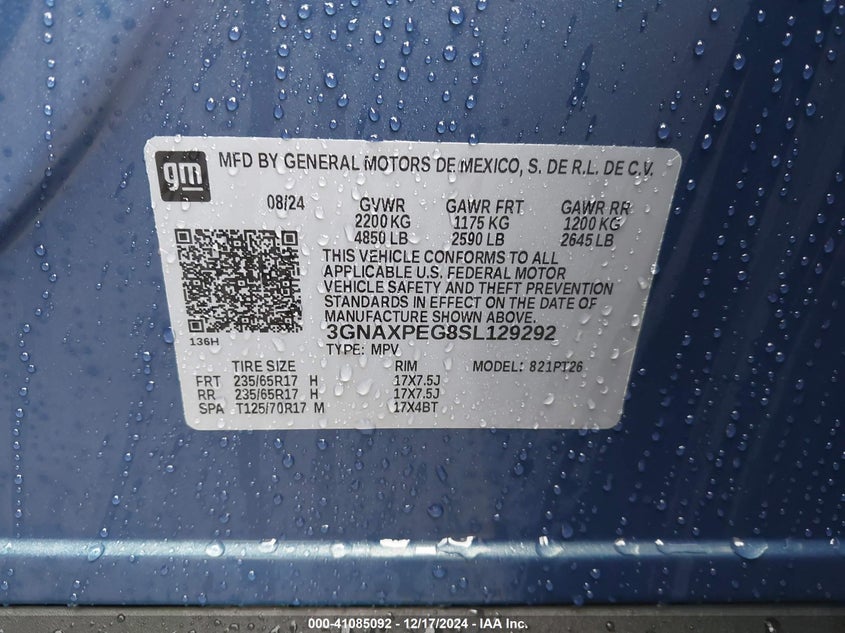 gm
MFD BY GENERAL MOTORS DE MEXICO, S. DE R.L. DE C.V.
08/24 GVWR GAWR FRT GAWR RR
2200 KG 1175 KG 1200 KG
4850 LB 2590 LB 2645 LB
THIS VEHICLE CONFORMS TO ALL
APPLICABLE U.S. FEDERAL MOTOR
VEHICLE SAFETY AND THEFT PREVENTION
STANDARDS IN EFFECT ON THE DATE OF
MANUFACTURE SHOWN ABOVE.
3GNAXPEG8SL129292
136H
TYPE: MPV
TIRE SIZE RIM MODEL: 821PT26
FRT 235/65R17 H 17X7.5J
RR 235/65R17 H 17X7.5J
SPA T125/70R17 M 17X4BT
000-41085092 - 12/17/2024 - IAA Inc.